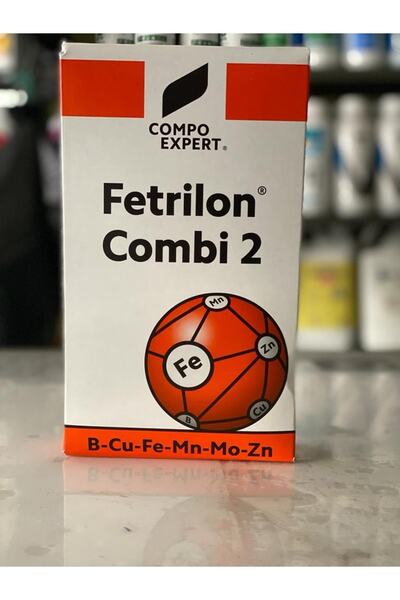 COMPO
EXPERT®
Fetrilon®
Combi 2
Mn
Fe
Zn
B
Cu
B-Cu-Fe-Mn-Mo-Zn